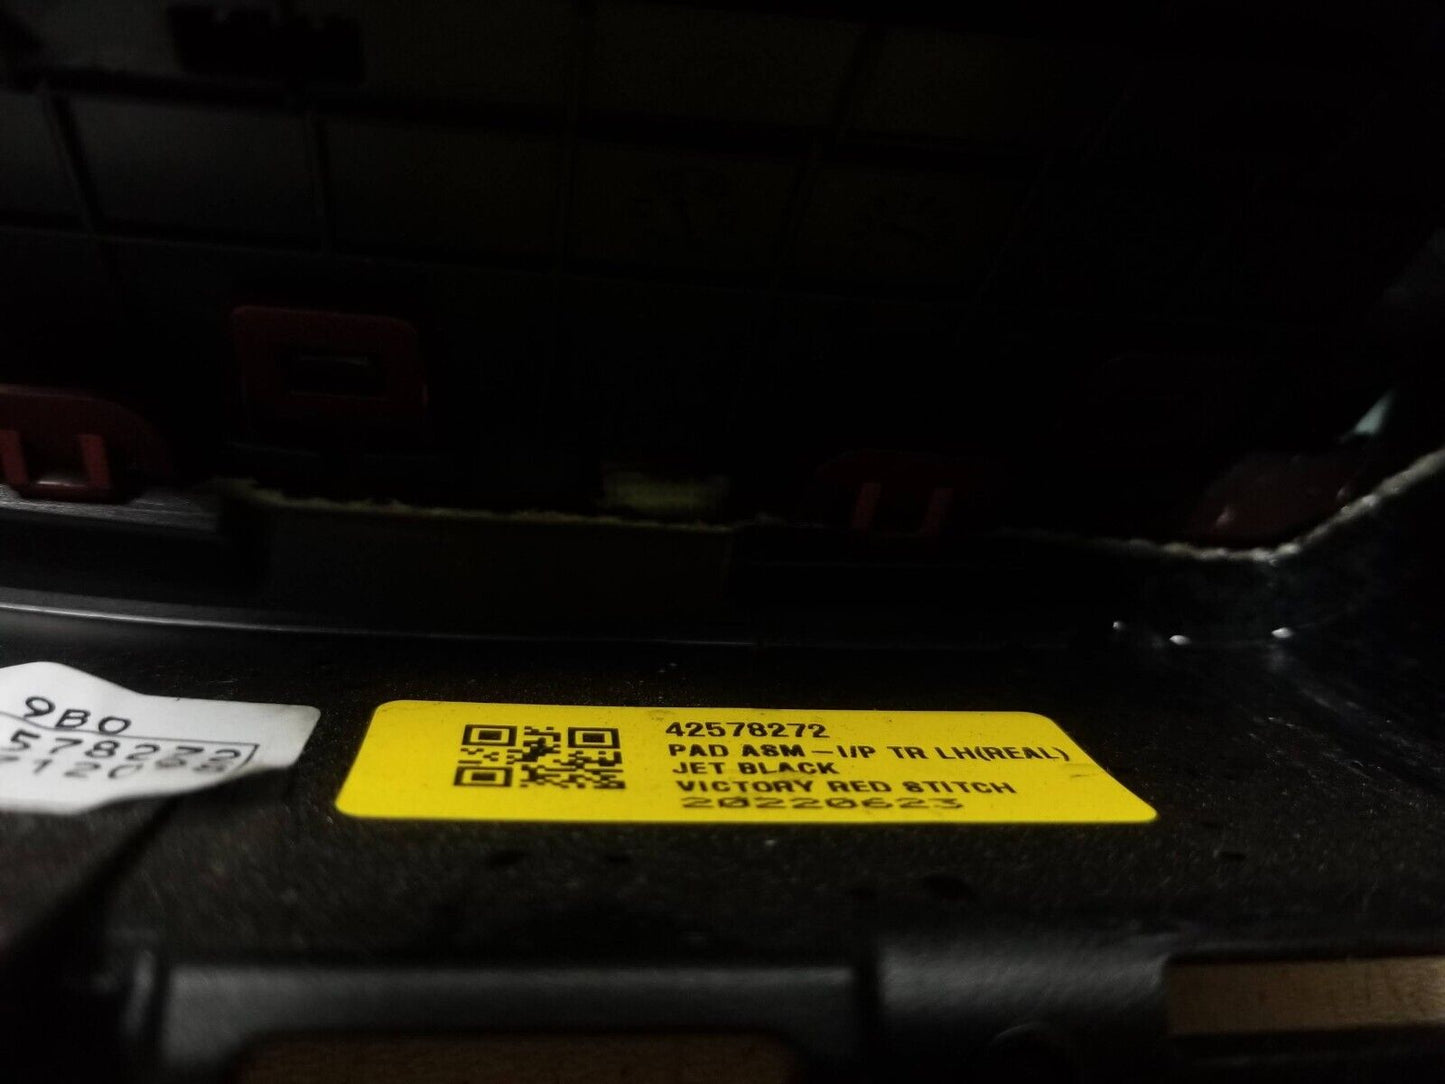 9B0
578272
42578272
PAD ASM-I/P TR LH(REAL)
JET BLACK
VICTORY RED STITCH
20220623